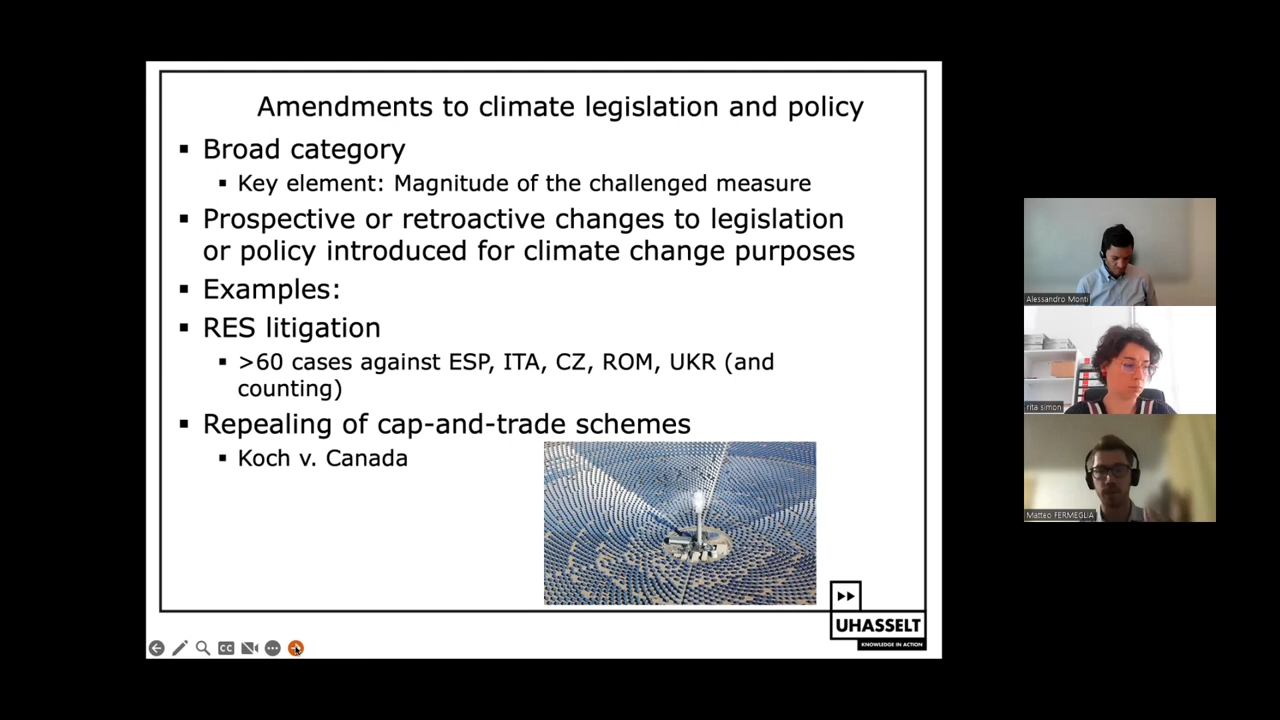 Amendments to climate legislation and policy
▪ Broad category
▪ Key element: Magnitude of the challenged measure
▪ Prospective or retroactive changes to legislation
or policy introduced for climate change purposes
▪ Examples:
▪ RES litigation
▪ >60 cases against ESP, ITA, CZ, ROM, UKR (and
counting)
▪ Repealing of cap-and-trade schemes
▪ Koch v. Canada
UHASSELT
KNOWLEDGE IN ACTION
CC
Alessandro Monti
rita simon
Matteo FERMEGLIA